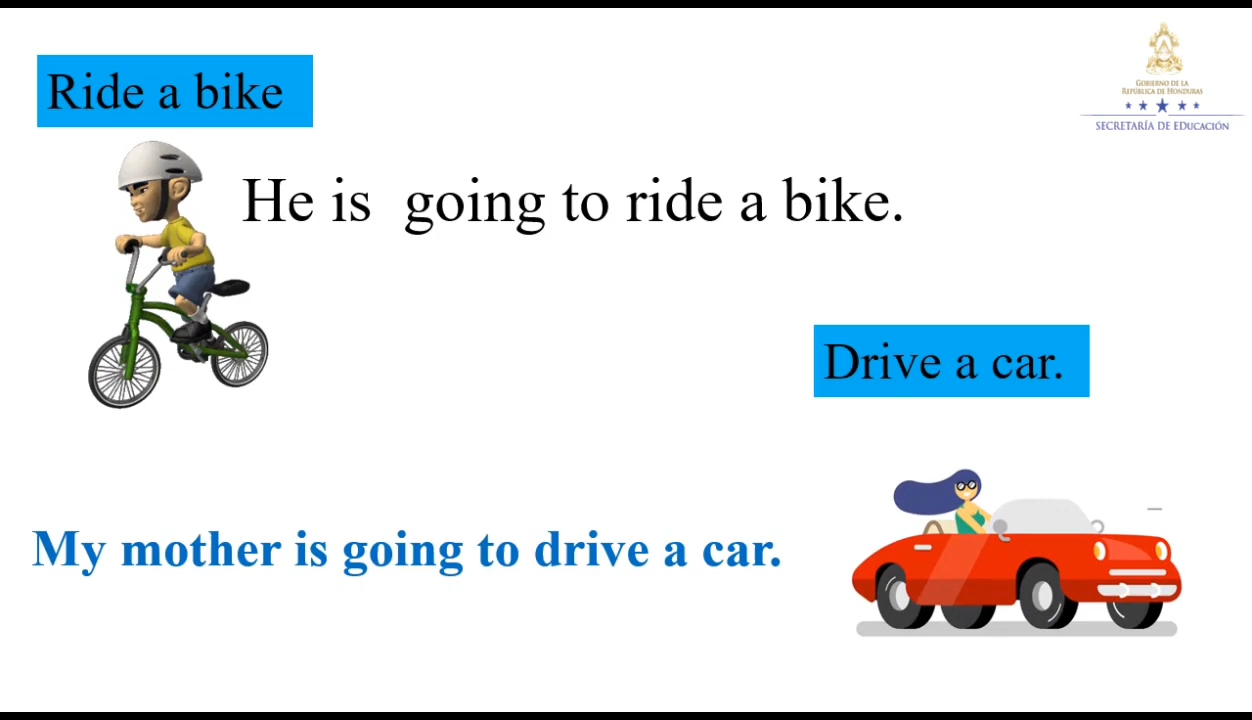 Ride a bike
GOBIERNO DE LA
REPÚBLICA DE HONDURAS
SECRETARÍA DE EDUCACIÓN
He is  going to ride a bike.
Drive a car.
My mother is going to drive a car.